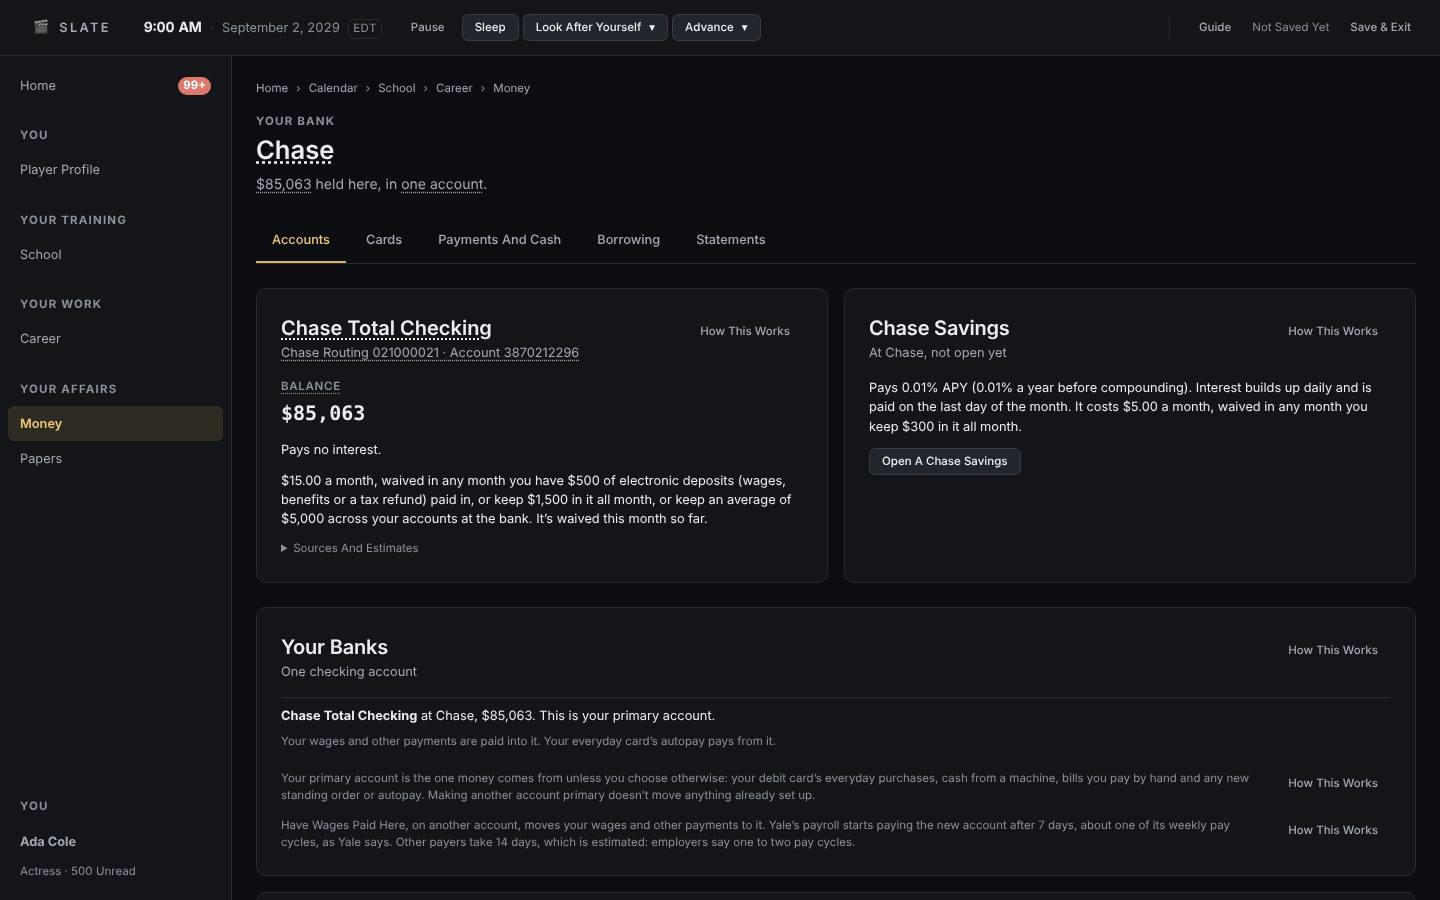 SLATE
9:00 AM · September 2, 2029 EDT
Pause
Sleep
Look After Yourself ▾
Advance ▾
Guide
Not Saved Yet
Save & Exit
Home
99+
YOU
Player Profile
YOUR TRAINING
School
YOUR WORK
Career
YOUR AFFAIRS
Money
Papers
YOU
Ada Cole
Actress · 500 Unread
Home › Calendar › School › Career › Money
YOUR BANK
Chase
$85,063 held here, in one account.
Accounts
Cards
Payments And Cash
Borrowing
Statements
Chase Total Checking
How This Works
Chase Routing 021000021 · Account 3870212296
BALANCE
$85,063
Pays no interest.
$15.00 a month, waived in any month you have $500 of electronic deposits (wages,
benefits or a tax refund) paid in, or keep $1,500 in it all month, or keep an average of
$5,000 across your accounts at the bank. It’s waived this month so far.
▶ Sources And Estimates
Chase Savings
How This Works
At Chase, not open yet
Pays 0.01% APY (0.01% a year before compounding). Interest builds up daily and is
paid on the last day of the month. It costs $5.00 a month, waived in any month you
keep $300 in it all month.
Open A Chase Savings
Your Banks
How This Works
One checking account
Chase Total Checking at Chase, $85,063. This is your primary account.
Your wages and other payments are paid into it. Your everyday card’s autopay pays from it.
Your primary account is the one money comes from unless you choose otherwise: your debit card’s everyday purchases, cash from a machine, bills you pay by hand and any new
standing order or autopay. Making another account primary doesn’t move anything already set up.
How This Works
Have Wages Paid Here, on another account, moves your wages and other payments to it. Yale’s payroll starts paying the new account after 7 days, about one of its weekly pay
cycles, as Yale says. Other payers take 14 days, which is estimated: employers say one to two pay cycles.
How This Works